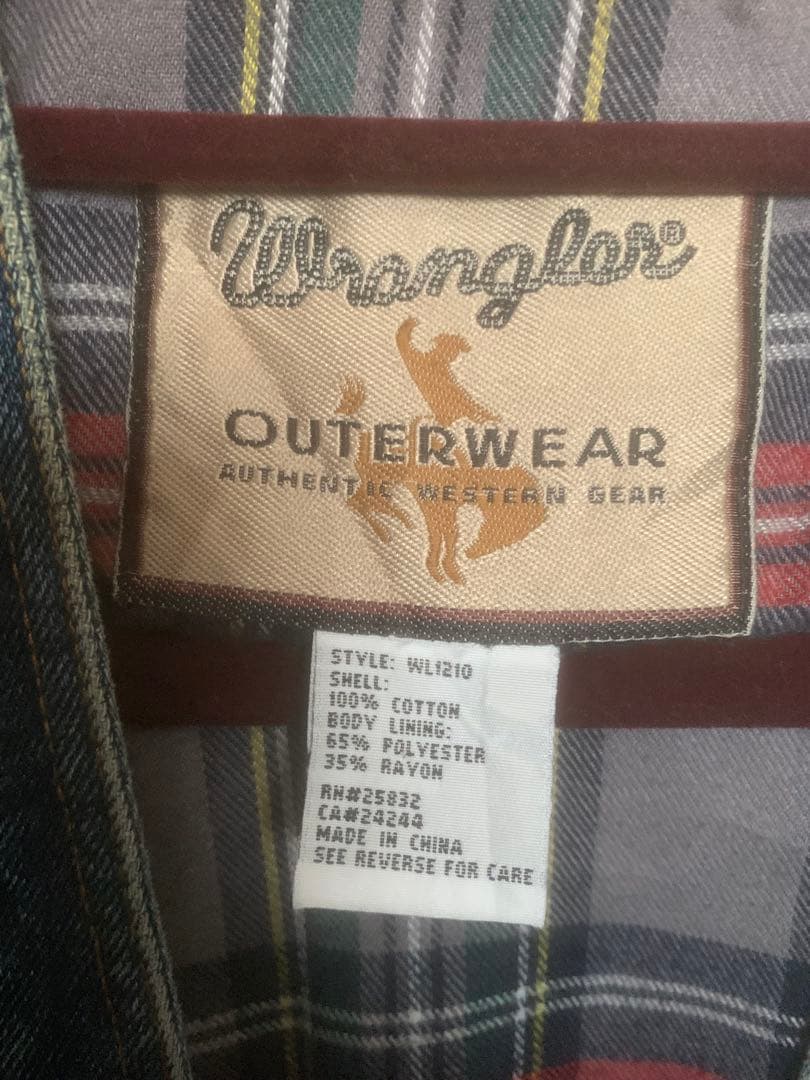 Wrangler®
OUTERWEAR
AUTHENTIC WESTERN GEAR
STYLE: WL1210
SHELL:
100% COTTON
BODY LINING:
65% POLYESTER
35% RAYON
RN#25832
CA#24244
MADE IN CHINA
SEE REVERSE FOR CARE